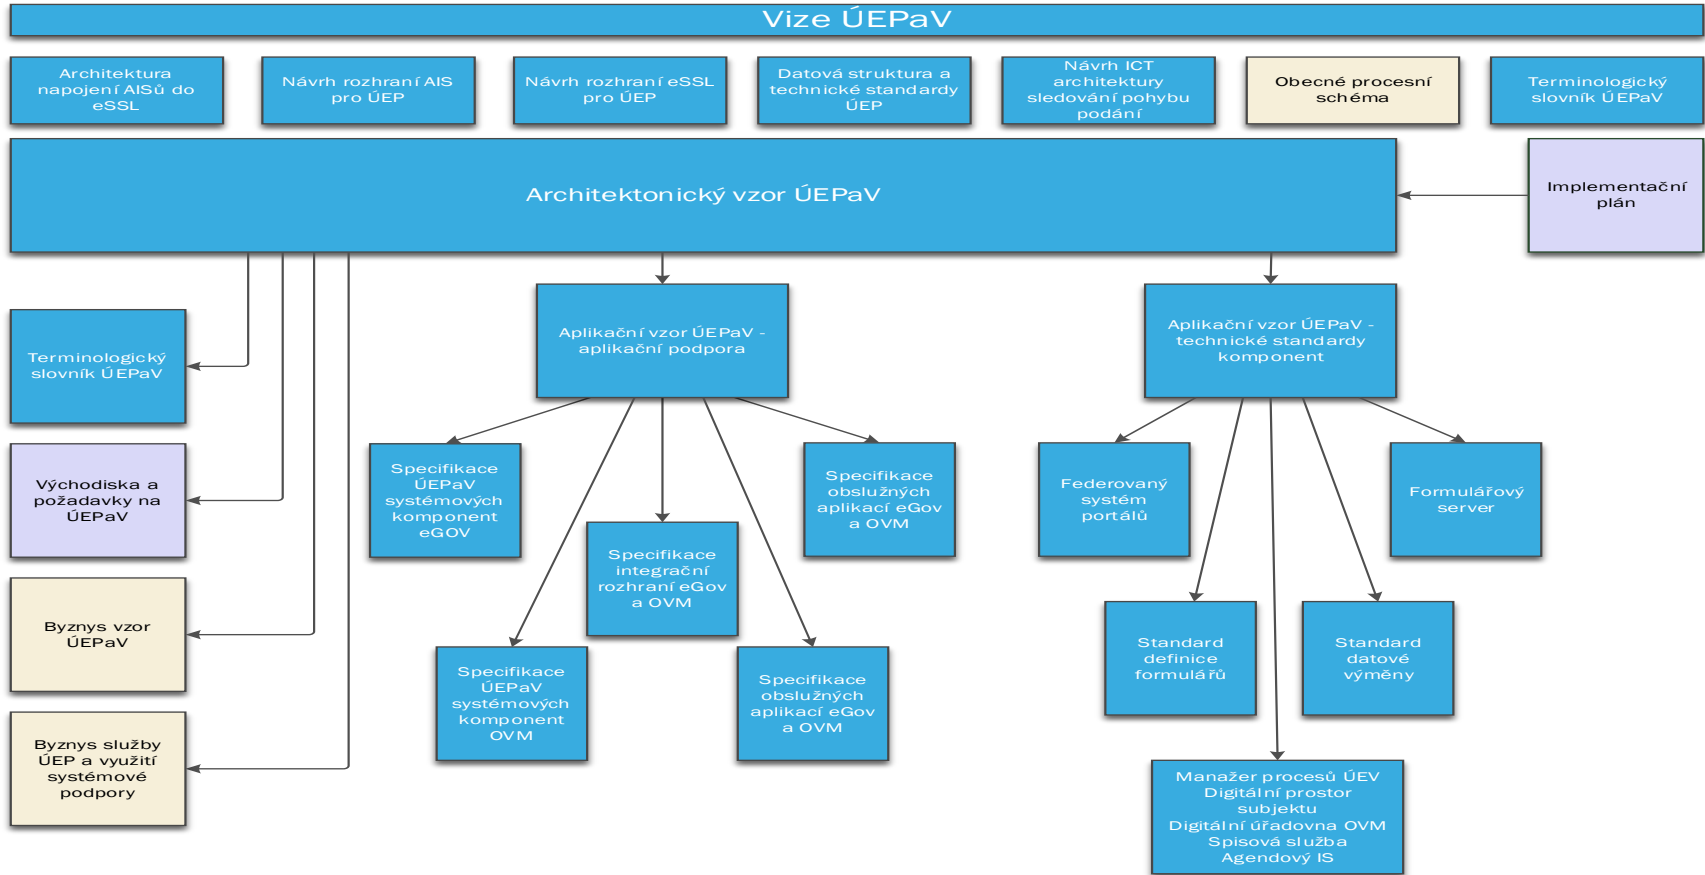 Vize ÚEPaV
Architektura
napojení AISů do
eSSL
Návrh rozhraní AIS
pro ÚEP
Návrh rozhraní eSSL
pro ÚEP
Datová struktura a
technické standardy
ÚEP
Návrh ICT
architektury
sledování pohybu
podání
Obecné procesní
schéma
Terminologický
slovník ÚEPaV
Architektonický vzor ÚEPaV
Implementační
plán
Terminologický
slovník ÚEPaV
Východiska a
požadavky na
ÚEPaV
Byznys vzor
ÚEPaV
Byznys služby
ÚEP a využití
systémové
podpory
Aplikační vzor ÚEPaV -
aplikační podpora
Specifikace
ÚEPaV
systémových
komponent
eGOV
Specifikace
ÚEPaV
systémových
komponent
OVM
Specifikace
integrační
rozhraní eGov
a OVM
Specifikace
obslužných
aplikací eGov
a OVM
Specifikace
obslužných
aplikací eGov
a OVM
Aplikační vzor ÚEPaV -
technické standardy
komponent
Federovaný
systém
portálů
Standard
definice
formulářů
Manažer procesů ÚEV
Digitální prostor
subjektu
Digitální úřadovna OVM
Spisová služba
Agendový IS
Standard
datové
výměny
Formulářový
server